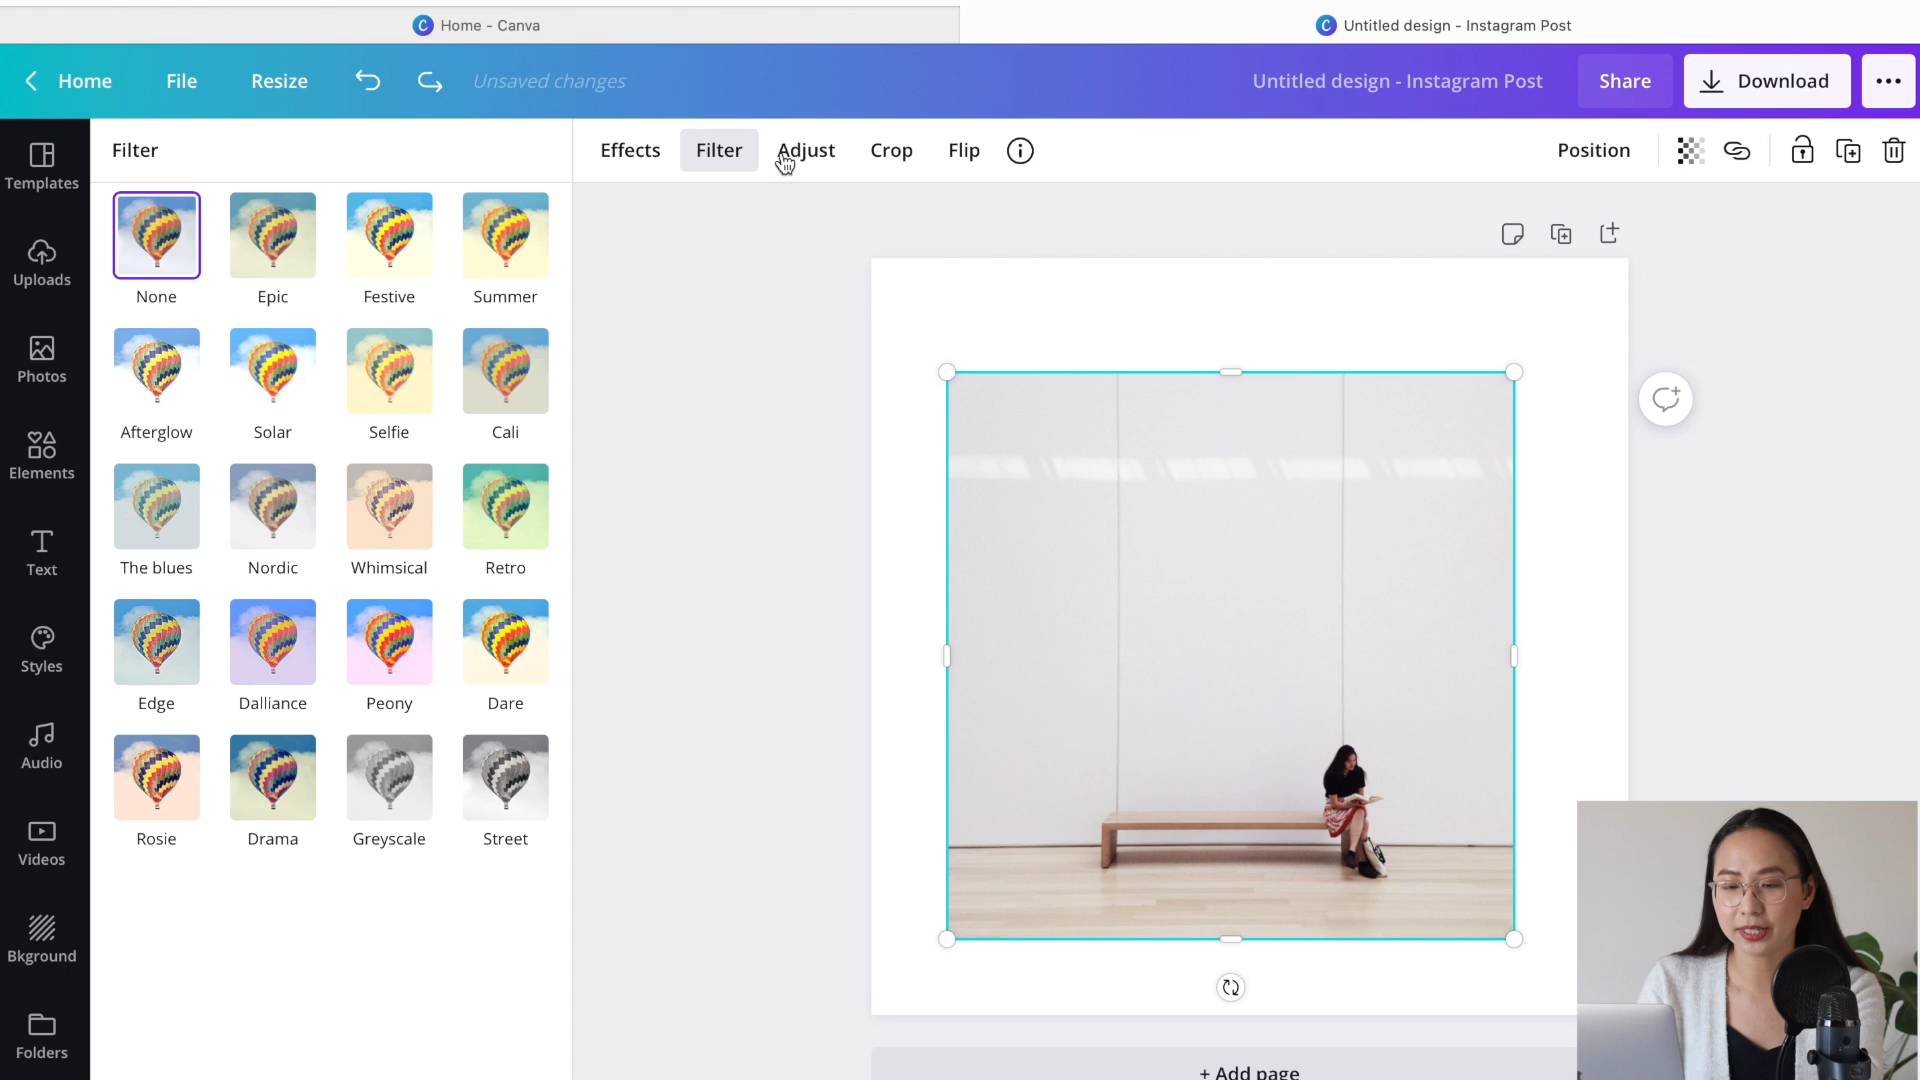 Home - Canva
Untitled design - Instagram Post
Home
File
Resize
Unsaved changes
Untitled design - Instagram Post
Share
Download
Templates
Uploads
Photos
Elements
Text
Styles
Audio
Videos
Bkground
Folders
Filter
Effects
Filter
Adjust
Crop
Flip
Position
None
Epic
Festive
Summer
Afterglow
Solar
Selfie
Cali
The blues
Nordic
Whimsical
Retro
Edge
Dalliance
Peony
Dare
Rosie
Drama
Greyscale
Street
+ Add page